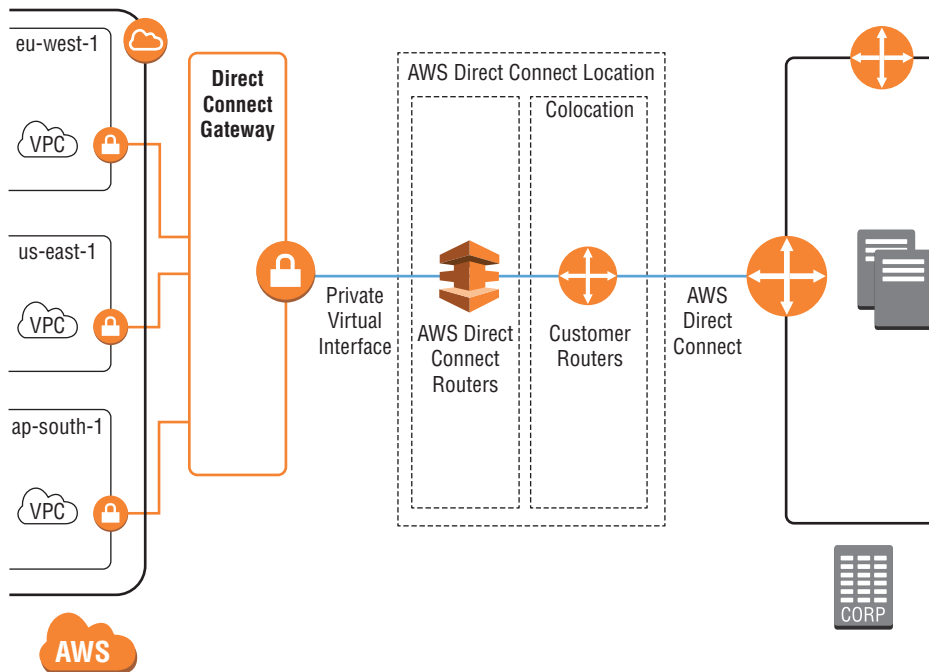 eu-west-1
VPC
us-east-1
VPC
ap-south-1
VPC
AWS
Direct
Connect
Gateway
Private
Virtual
Interface
AWS Direct Connect Location
Colocation
AWS Direct
Connect
Routers
Customer
Routers
AWS
Direct
Connect
CORP